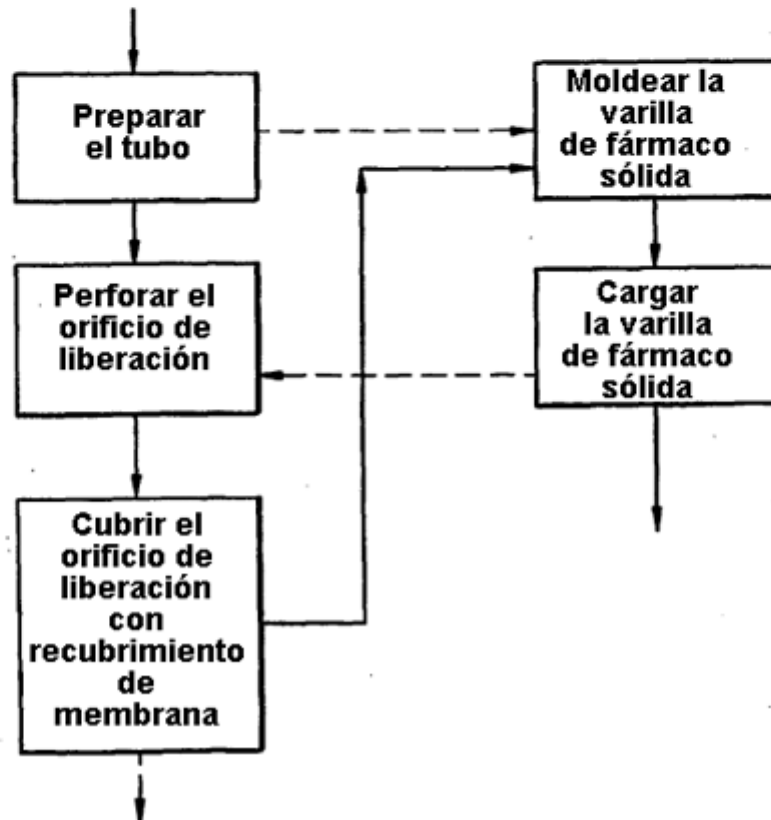 Preparar
el tubo
Perforar el
orificio de
liberación
Cubrir el
orificio de
liberación
con
recubrimiento
de
membrana
Moldear la
varilla
de fármaco
sólida
Cargar
la varilla
de fármaco
sólida